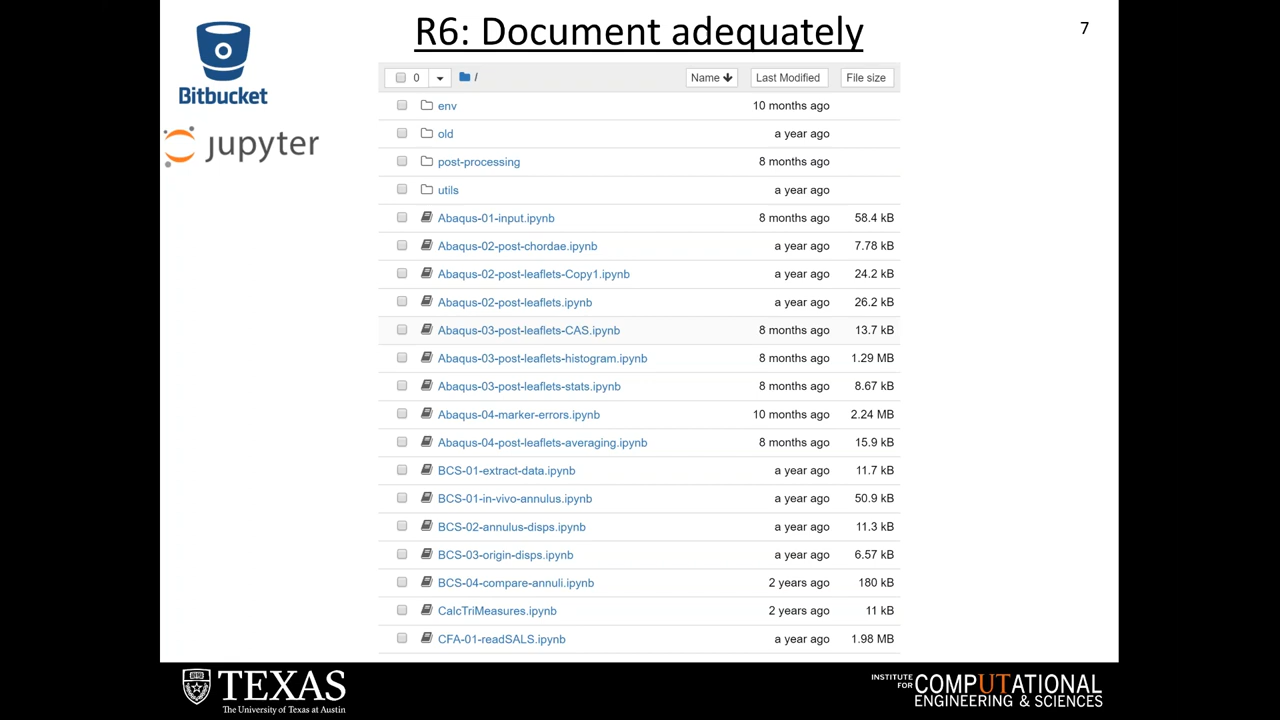 R6: Document adequately
7
Bitbucket
jupyter
0 / Name Last Modified File size
env 10 months ago
old a year ago
post-processing 8 months ago
utils a year ago
Abaqus-01-input.ipynb 8 months ago 58.4 kB
Abaqus-02-post-chordae.ipynb a year ago 7.78 kB
Abaqus-02-post-leaflets-Copy1.ipynb a year ago 24.2 kB
Abaqus-02-post-leaflets.ipynb a year ago 26.2 kB
Abaqus-03-post-leaflets-CAS.ipynb 8 months ago 13.7 kB
Abaqus-03-post-leaflets-histogram.ipynb 8 months ago 1.29 MB
Abaqus-03-post-leaflets-stats.ipynb 8 months ago 8.67 kB
Abaqus-04-marker-errors.ipynb 10 months ago 2.24 MB
Abaqus-04-post-leaflets-averaging.ipynb 8 months ago 15.9 kB
BCS-01-extract-data.ipynb a year ago 11.7 kB
BCS-01-in-vivo-annulus.ipynb a year ago 50.9 kB
BCS-02-annulus-disps.ipynb a year ago 11.3 kB
BCS-03-origin-disps.ipynb a year ago 6.57 kB
BCS-04-compare-annuli.ipynb 2 years ago 180 kB
CalcTriMeasures.ipynb 2 years ago 11 kB
CFA-01-readSALS.ipynb a year ago 1.98 MB
TEXAS
The University of Texas at Austin
INSTITUTE
FOR COMPUTATIONAL
ENGINEERING & SCIENCES